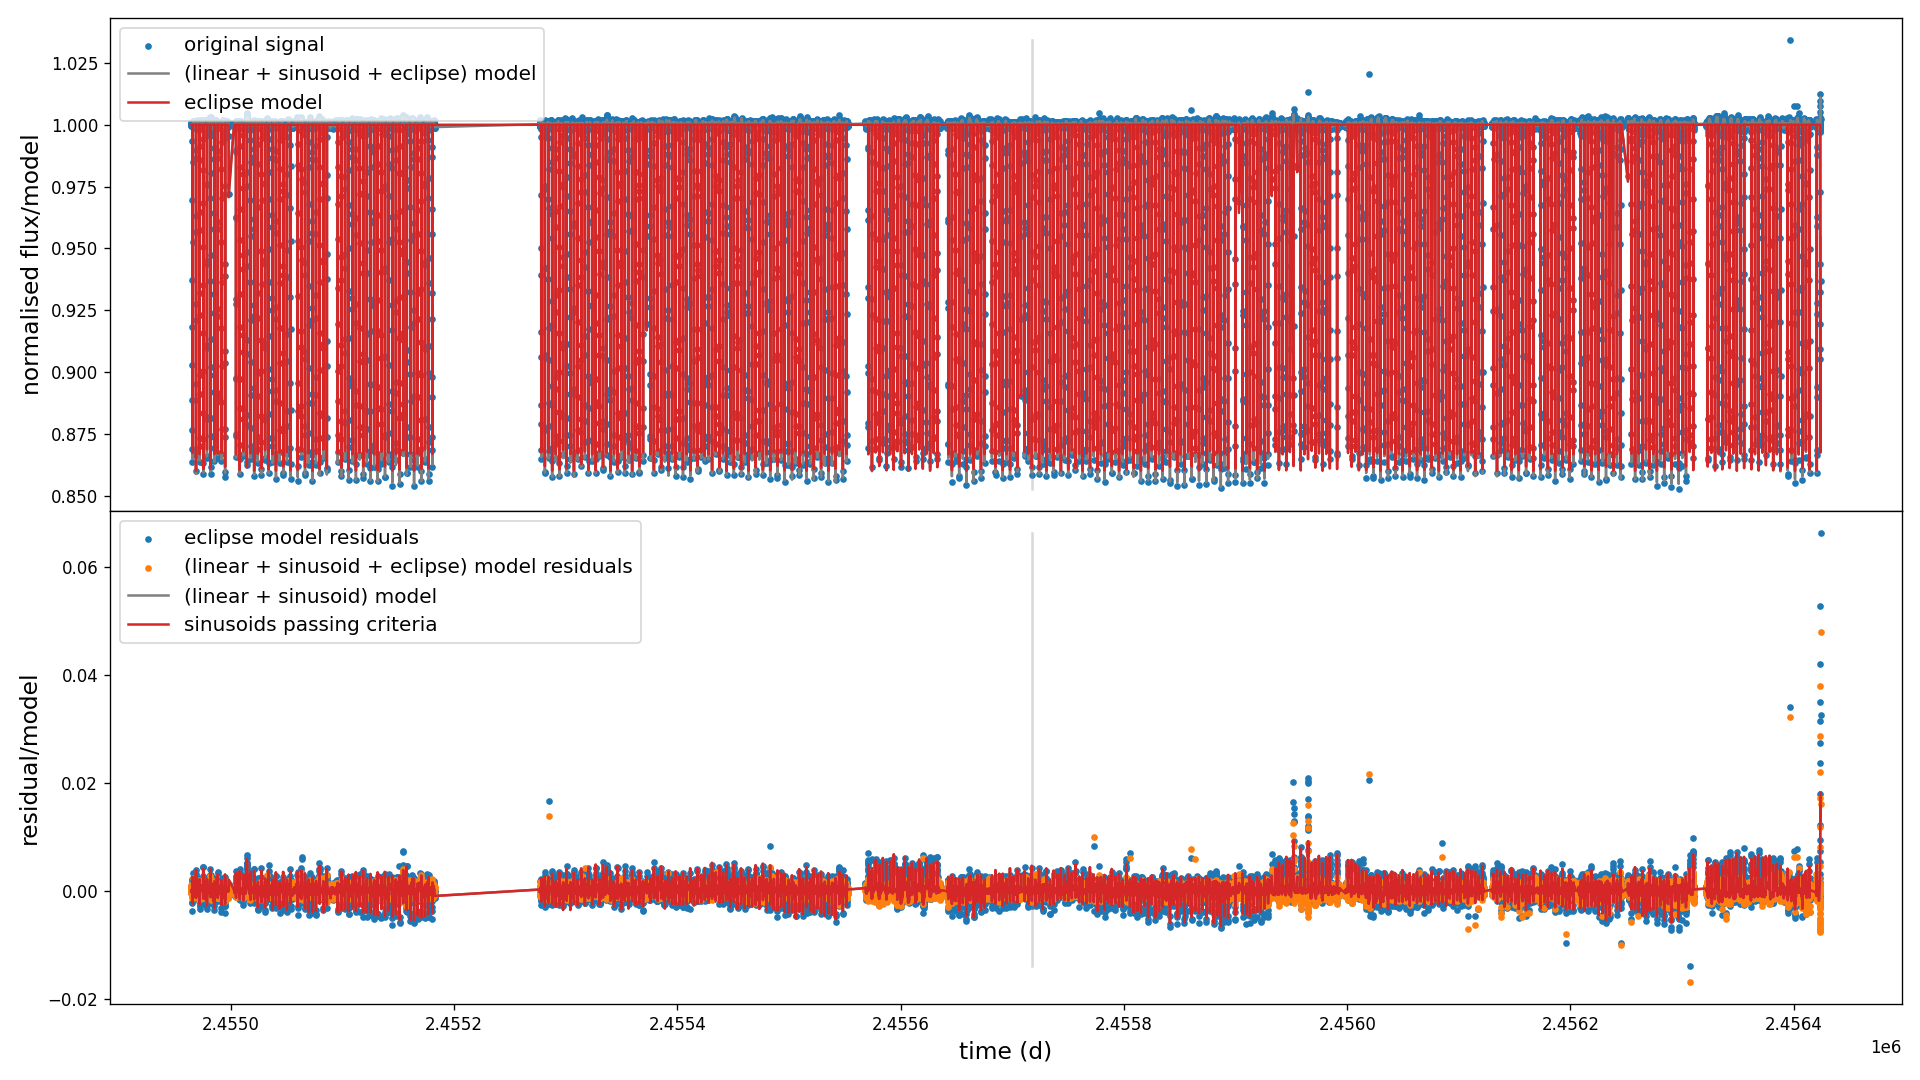 original signal
(linear + sinusoid + eclipse) model
eclipse model
normalised flux/model
1.025
1.000
0.975
0.950
0.925
0.900
0.875
0.850
eclipse model residuals
(linear + sinusoid + eclipse) model residuals
(linear + sinusoid) model
sinusoids passing criteria
residual/model
0.06
0.04
0.02
0.00
−0.02
2.4550
2.4552
2.4554
2.4556
2.4558
2.4560
2.4562
2.4564
1e6
time (d)